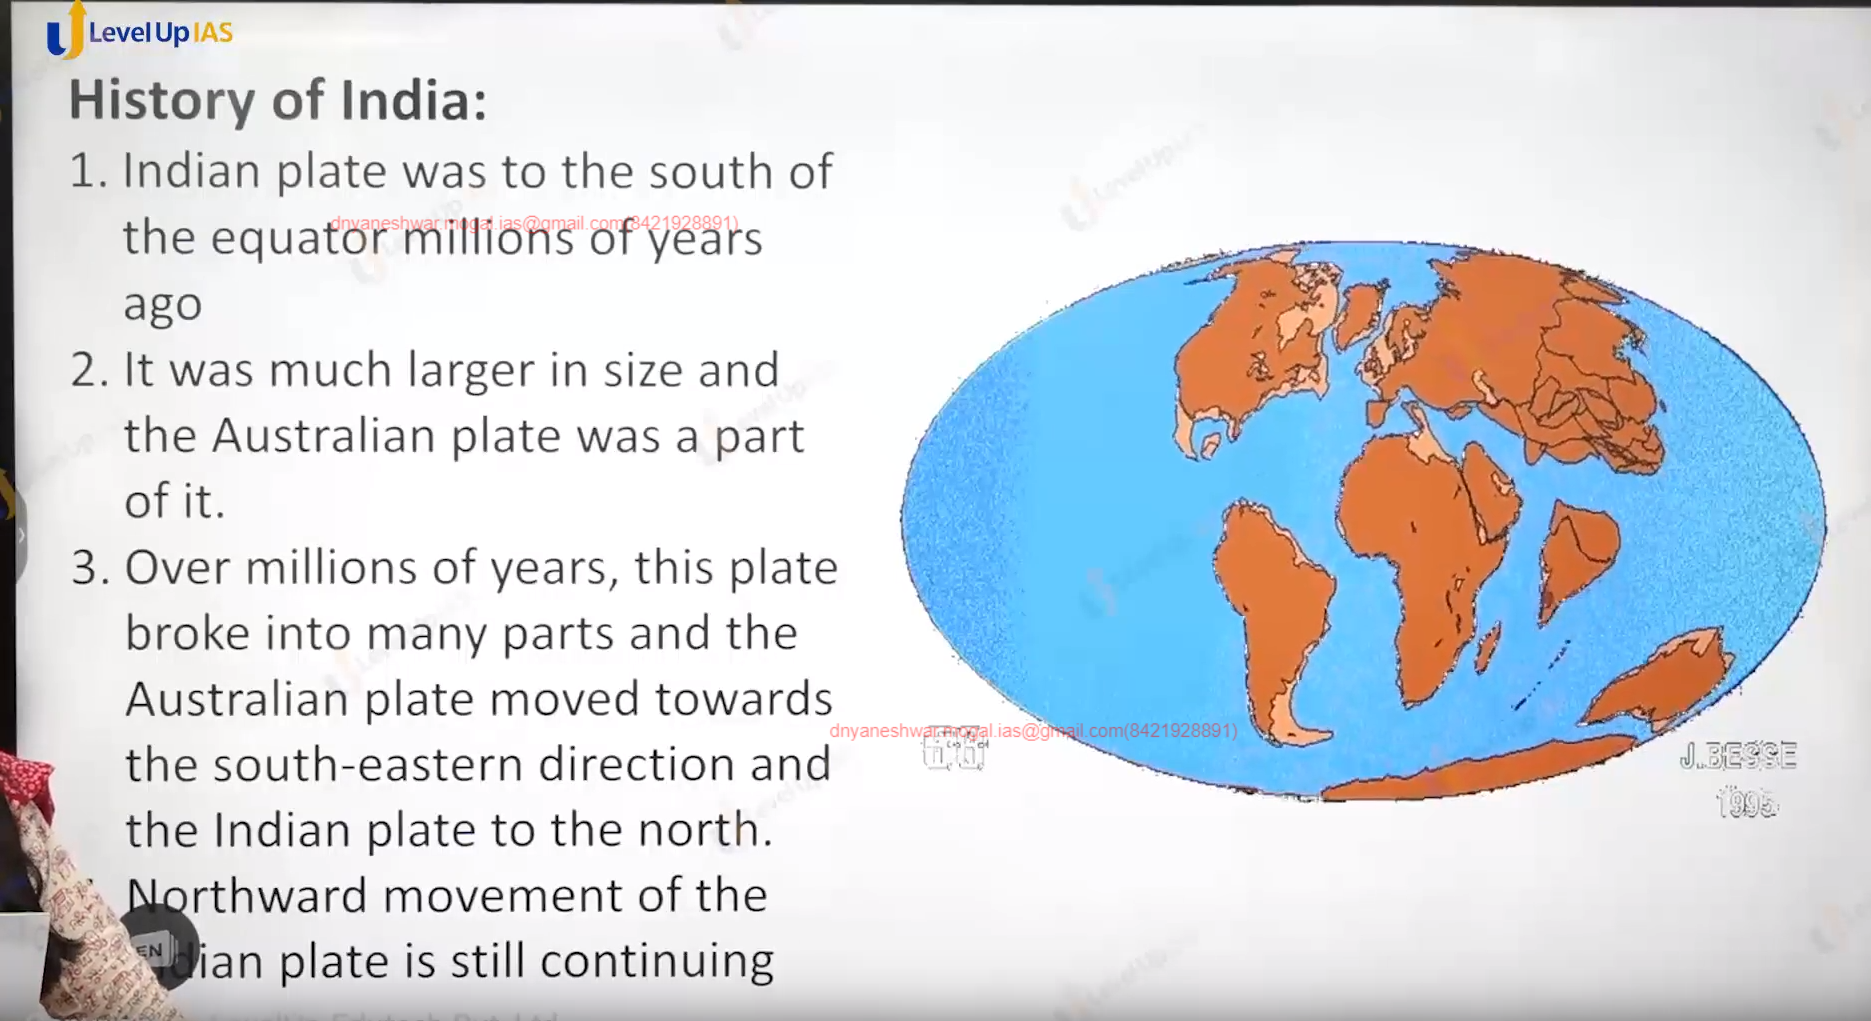 Level Up IAS
History of India:
1. Indian plate was to the south of
dnyaneshwar.mogal.ias@gmail.com(8421928891)
the equator millions of years
ago
2. It was much larger in size and
the Australian plate was a part
of it.
3. Over millions of years, this plate
broke into many parts and the
Australian plate moved towards
the south-eastern direction and
the Indian plate to the north.
Northward movement of the
plate is still continuing
EN
dnyaneshwar.mogal.ias@gmail.com(8421928891)
J.BESSE
1995